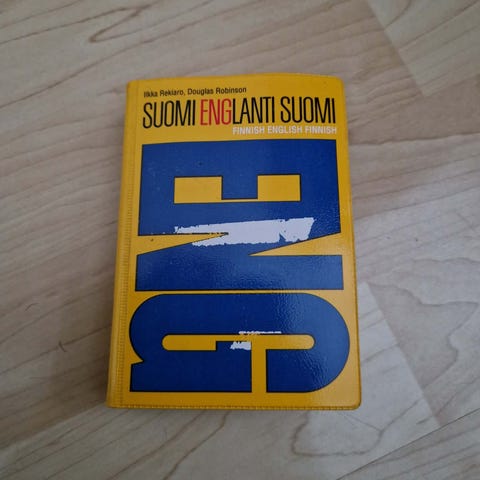 Ilkka Rekiaro, Douglas Robinson
SUOMI ENGLANTI SUOMI
FINNISH ENGLISH FINNISH
ENG